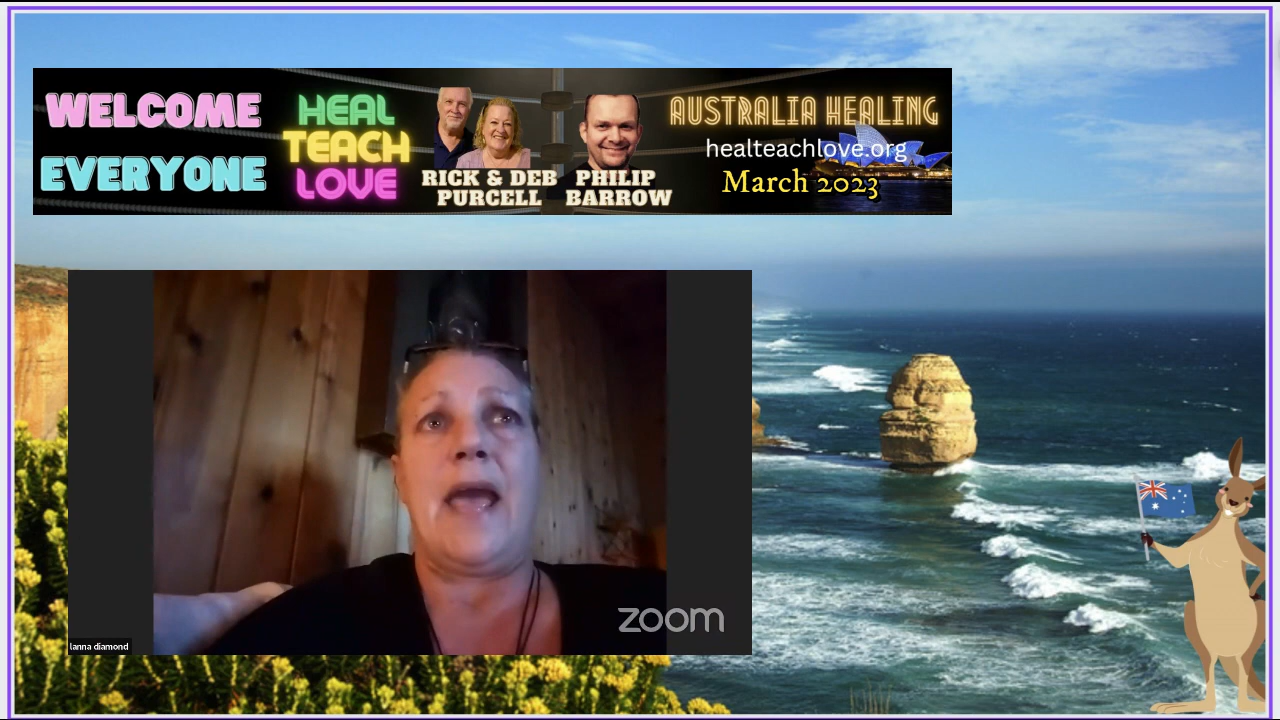 WELCOME
EVERYONE
HEAL
TEACH
LOVE
RICK & DEB
PURCELL
PHILIP
BARROW
AUSTRALIA HEALING
healteachlove.org
March 2023
lanna diamond
zoom